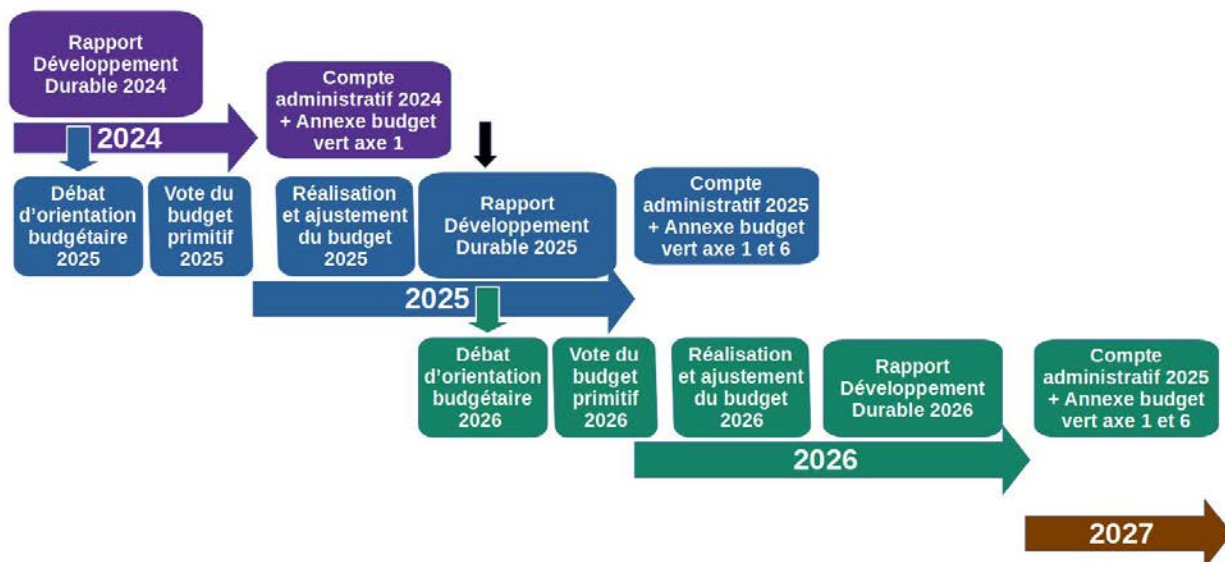 Rapport
Développement
Durable 2024
2024
Compte
administratif 2024
+ Annexe budget
vert axe 1
Débat
d’orientation
budgétaire
2025
Vote du
budget
primitif
2025
Réalisation
et ajustement
du budget
2025
Rapport
Développement
Durable 2025
Compte
administratif 2025
+ Annexe budget
vert axe 1 et 6
2025
Débat
d’orientation
budgétaire
2026
Vote du
budget
primitif
2026
Réalisation
et ajustement
du budget
2026
Rapport
Développement
Durable 2026
Compte
administratif 2025
+ Annexe budget
vert axe 1 et 6
2026
2027